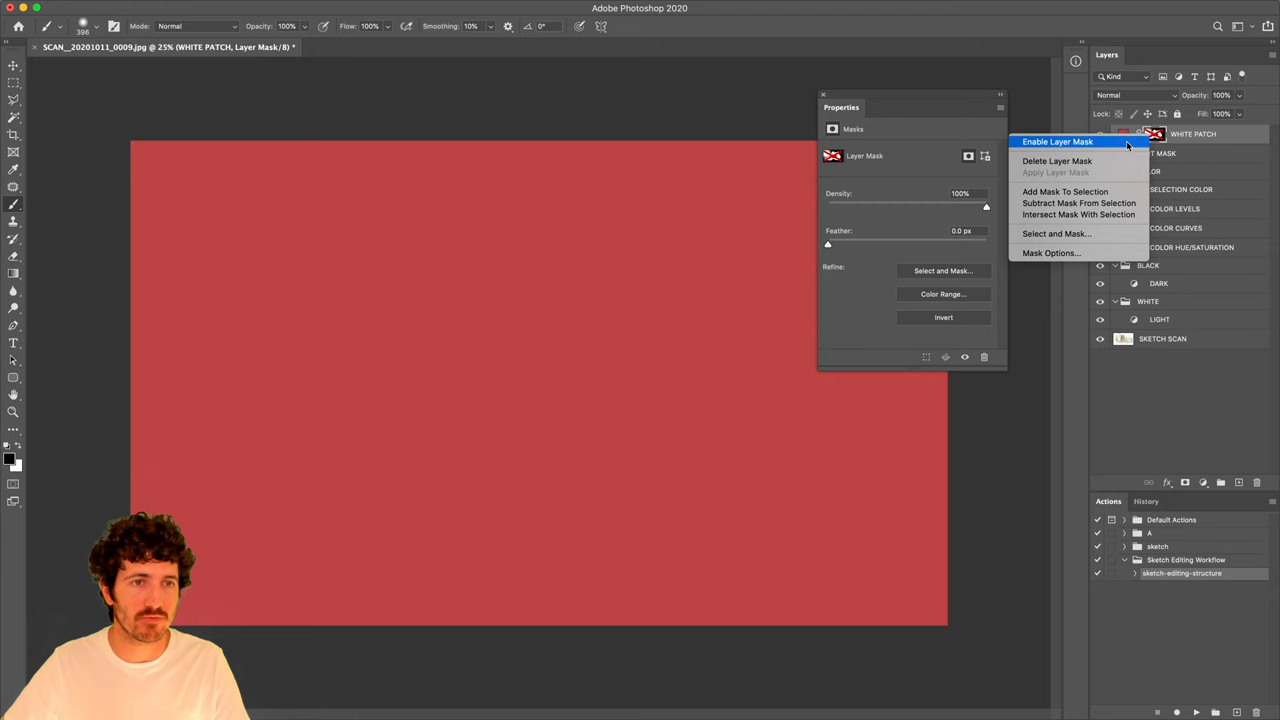 Adobe Photoshop 2020
396
Mode:
Normal
Opacity:
100%
Flow:
100%
Smoothing:
10%
0°
SCAN__20201011_0009.jpg @ 25% (WHITE PATCH, Layer Mask/8) *
Properties
Masks
Layer Mask
Density:
100%
Feather:
0.0 px
Refine:
Select and Mask...
Color Range...
Invert
Enable Layer Mask
Delete Layer Mask
Apply Layer Mask
Add Mask To Selection
Subtract Mask From Selection
Intersect Mask With Selection
Select and Mask...
Mask Options...
Layers
Kind
Normal
Opacity:
100%
Lock:
Fill:
100%
WHITE PATCH
MASK
SELECTION COLOR
COLOR LEVELS
COLOR CURVES
COLOR HUE/SATURATION
BLACK
DARK
WHITE
LIGHT
SKETCH SCAN
fx
Actions
History
Default Actions
A
sketch
Sketch Editing Workflow
sketch-editing-structure